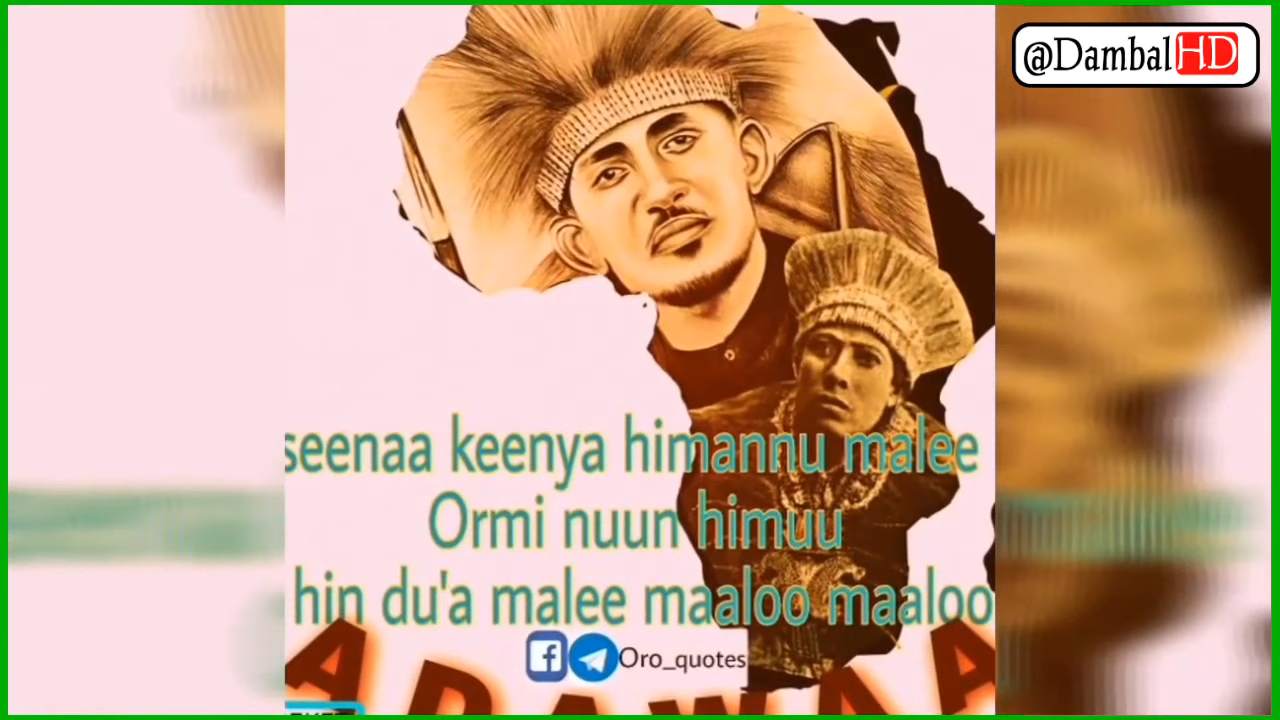 @DambalHD
seenaa keenya himannu malee
Ormi nuun himuu
hin du'a malee maaloo maaloo
Oro_quotes